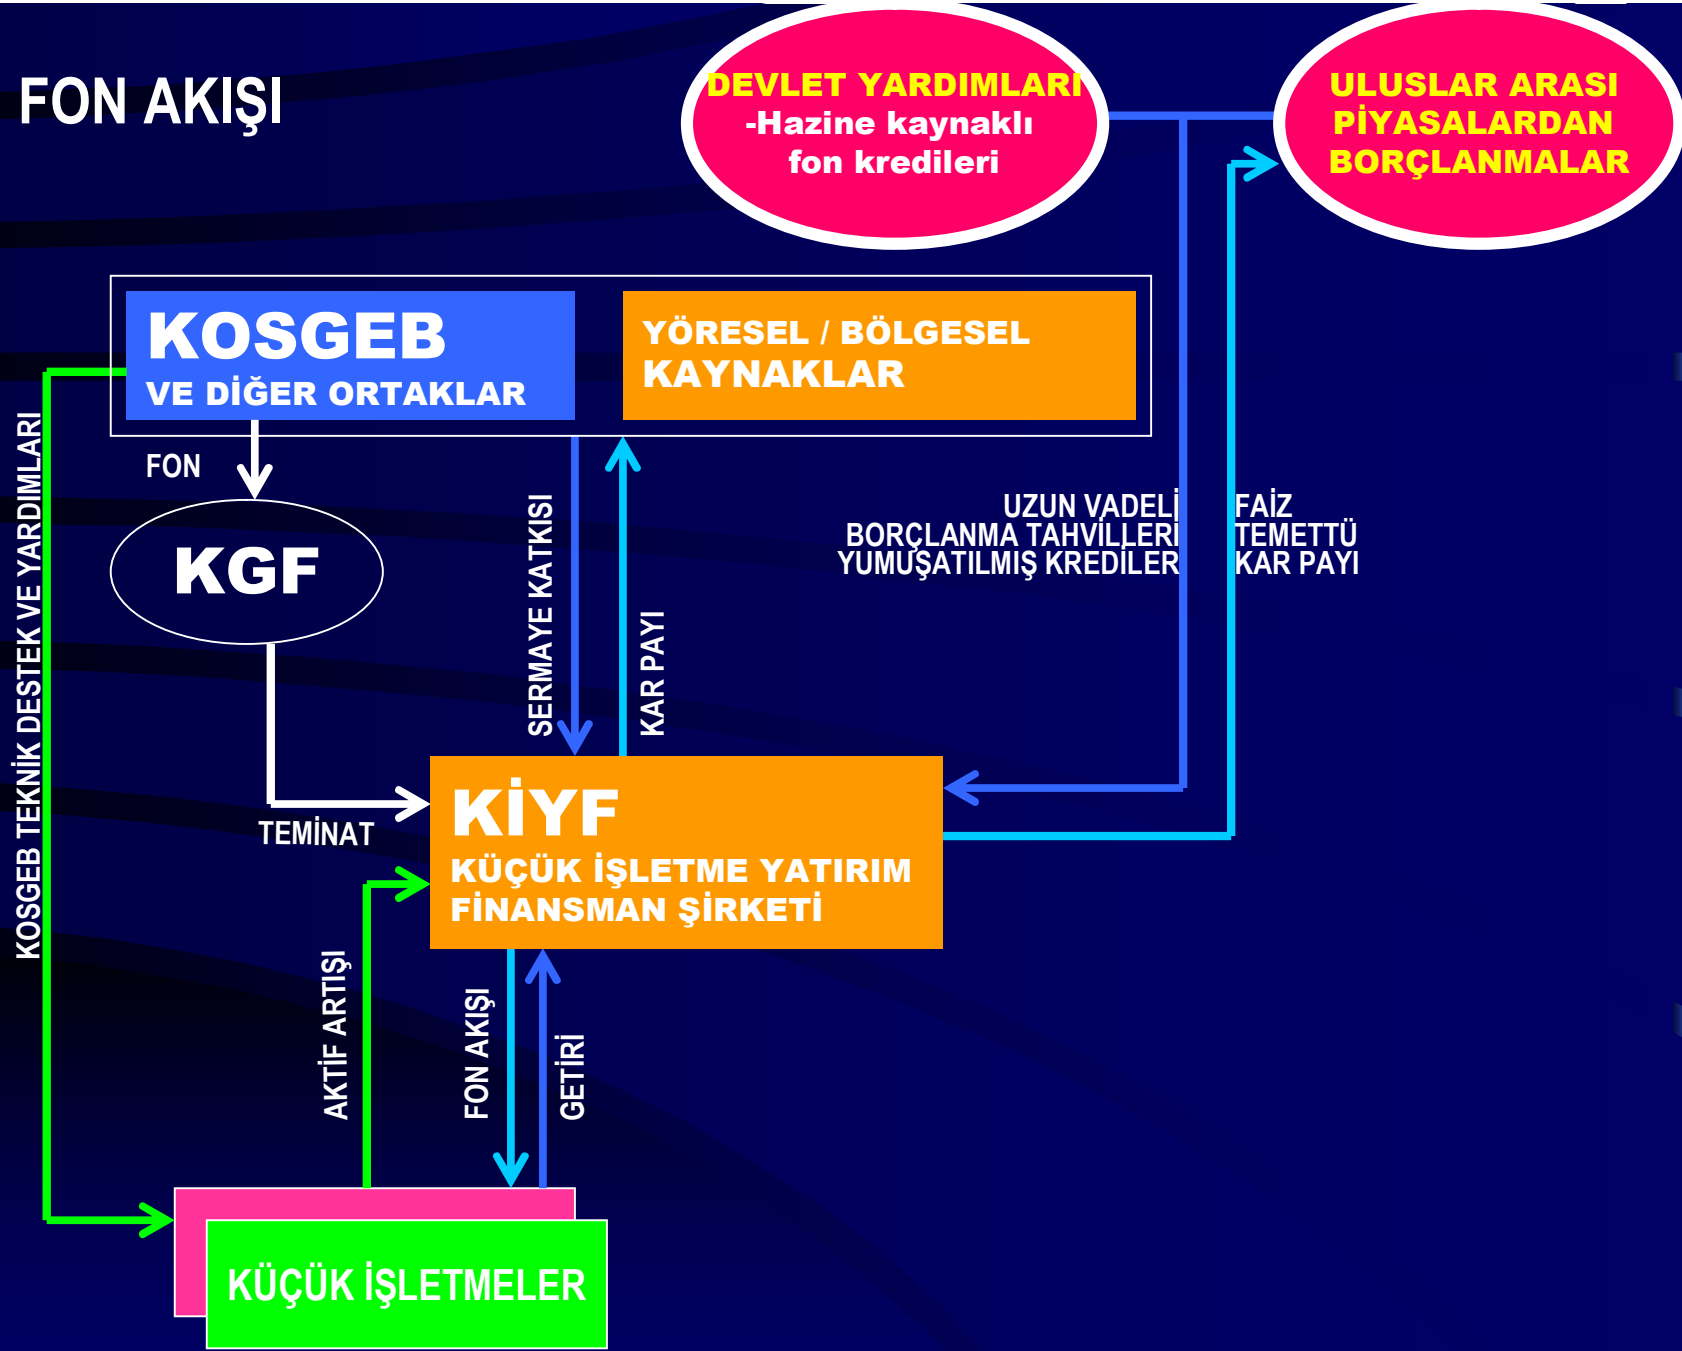 FON AKIŞI
DEVLET YARDIMLARI
-Hazine kaynaklı
fon kredileri
ULUSLAR ARASI
PİYASALARDAN
BORÇLANMALAR
KOSGEB
VE DİĞER ORTAKLAR
YÖRESEL / BÖLGESEL
KAYNAKLAR
FON
KGF
KOSGEB TEKNİK DESTEK VE YARDIMLARI
SERMAYE KATKISI
KAR PAYI
UZUN VADELİ
BORÇLANMA TAHVİLLERİ
YUMUŞATILMIŞ KREDİLER
FAİZ
TEMETTÜ
KAR PAYI
TEMİNAT
KİYF
KÜÇÜK İŞLETME YATIRIM
FİNANSMAN ŞİRKETİ
AKTİF ARTIŞI
FON AKIŞI
GETİRİ
KÜÇÜK İŞLETMELER